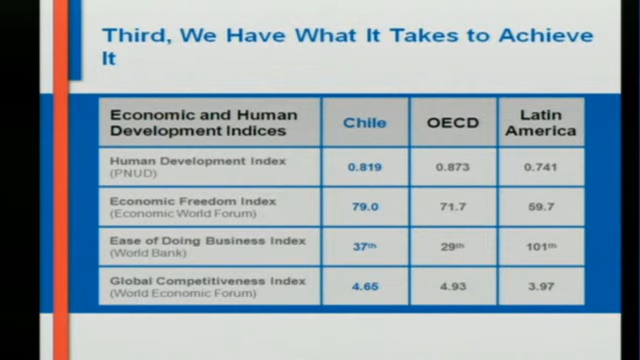 Third, We Have What It Takes to Achieve
It
Economic and Human
Development Indices
Chile
OECD
Latin
America
Human Development Index
(PNUD)
0.819
0.873
0.741
Economic Freedom Index
(Economic World Forum)
79.0
71.7
59.7
Ease of Doing Business Index
(World Bank)
37th
29th
101th
Global Competitiveness Index
(World Economic Forum)
4.65
4.93
3.97